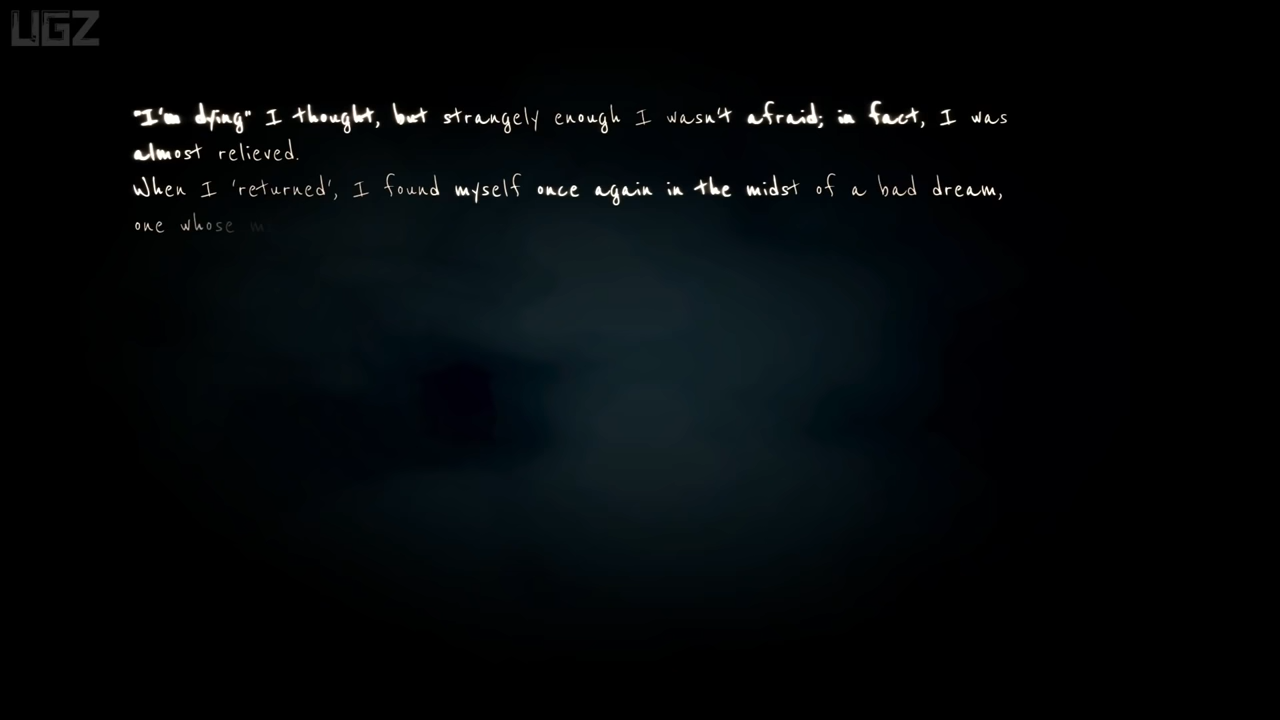 UGZ
"I'm dying" I thought, but strangely enough I wasn't afraid; in fact, I was
almost relieved.
When I 'returned', I found myself once again in the midst of a bad dream,
one whose